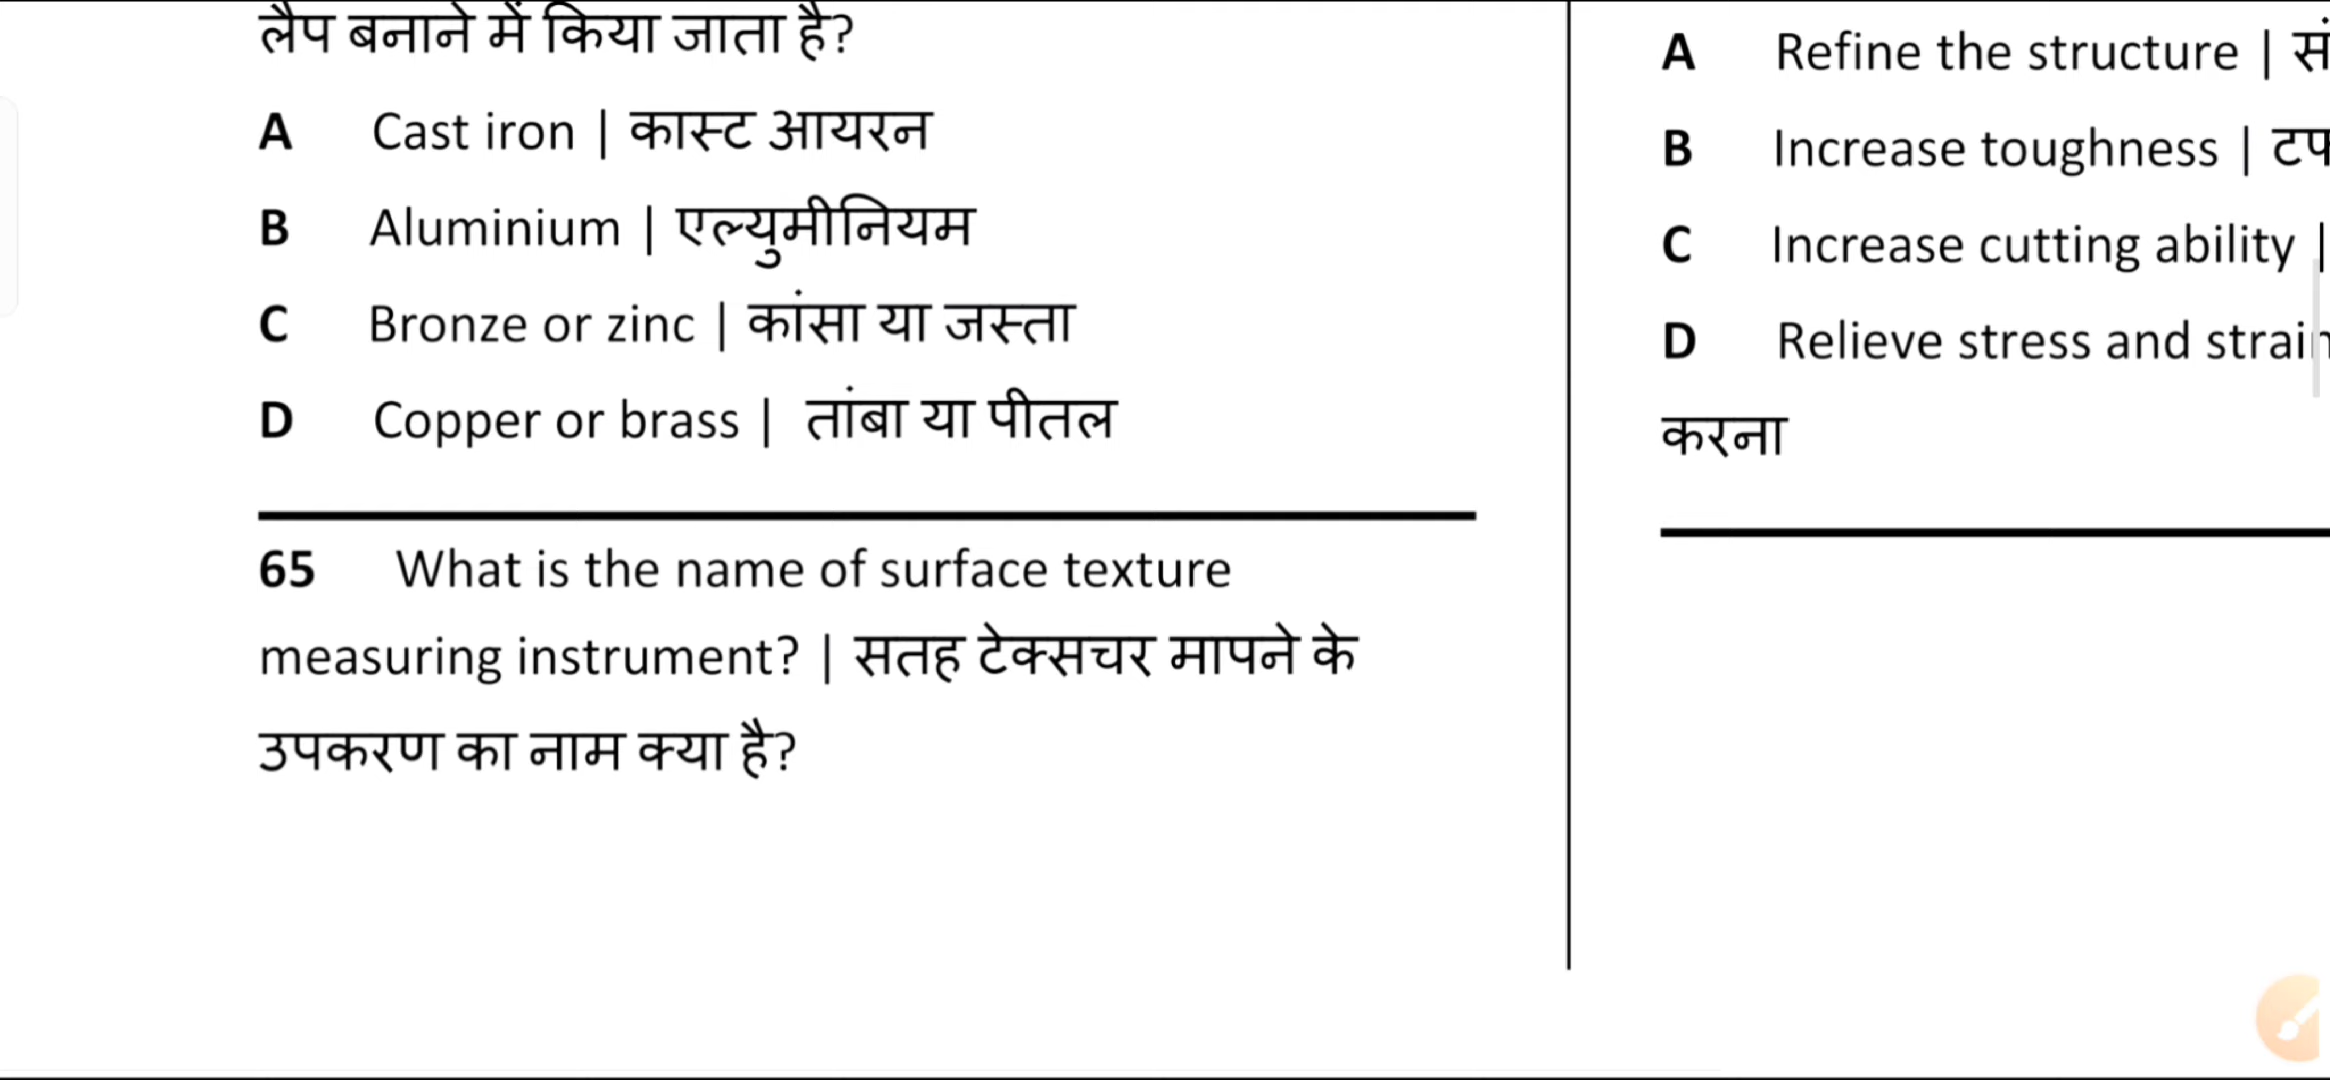 लैप बनाने में किया जाता है?
A Cast iron | कास्ट आयरन
B Aluminium | एल्युमीनियम
C Bronze or zinc | कांसा या जस्ता
D Copper or brass | तांबा या पीतल
65 What is the name of surface texture
measuring instrument? | सतह टेक्सचर मापने के
उपकरण का नाम क्या है?
A Refine the structure |
B Increase toughness |
C Increase cutting ability |
D Relieve stress and strain
करना